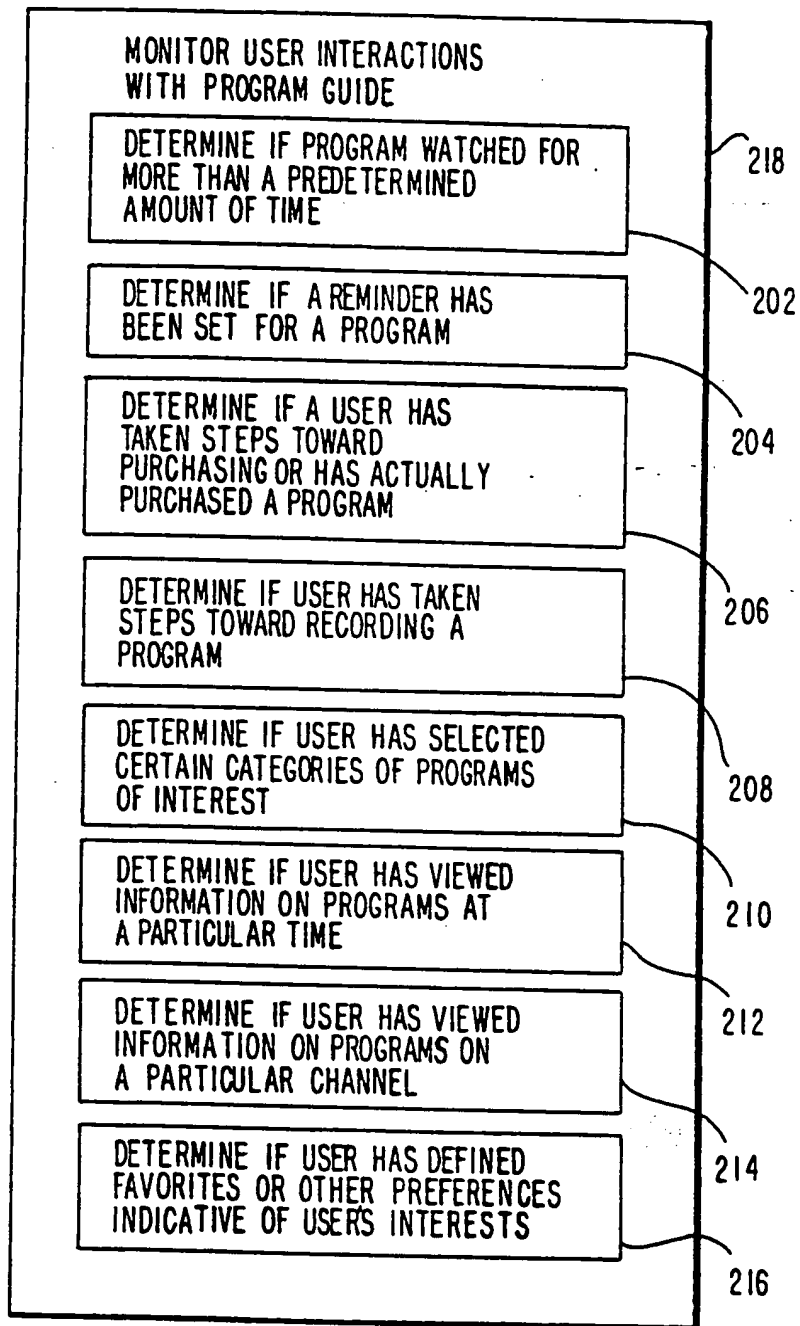 MONITOR USER INTERACTIONS
WITH PROGRAM GUIDE
218
DETERMINE IF PROGRAM WATCHED FOR
MORE THAN A PREDETERMINED
AMOUNT OF TIME
202
DETERMINE IF A REMINDER HAS
BEEN SET FOR A PROGRAM
204
DETERMINE IF A USER HAS
TAKEN STEPS TOWARD
PURCHASING OR HAS ACTUALLY
PURCHASED A PROGRAM
206
DETERMINE IF USER HAS TAKEN
STEPS TOWARD RECORDING A
PROGRAM
208
DETERMINE IF USER HAS SELECTED
CERTAIN CATEGORIES OF PROGRAMS
OF INTEREST
210
DETERMINE IF USER HAS VIEWED
INFORMATION ON PROGRAMS AT
A PARTICULAR TIME
212
DETERMINE IF USER HAS VIEWED
INFORMATION ON PROGRAMS ON
A PARTICULAR CHANNEL
214
DETERMINE IF USER HAS DEFINED
FAVORITES OR OTHER PREFERENCES
INDICATIVE OF USERS INTERESTS
216